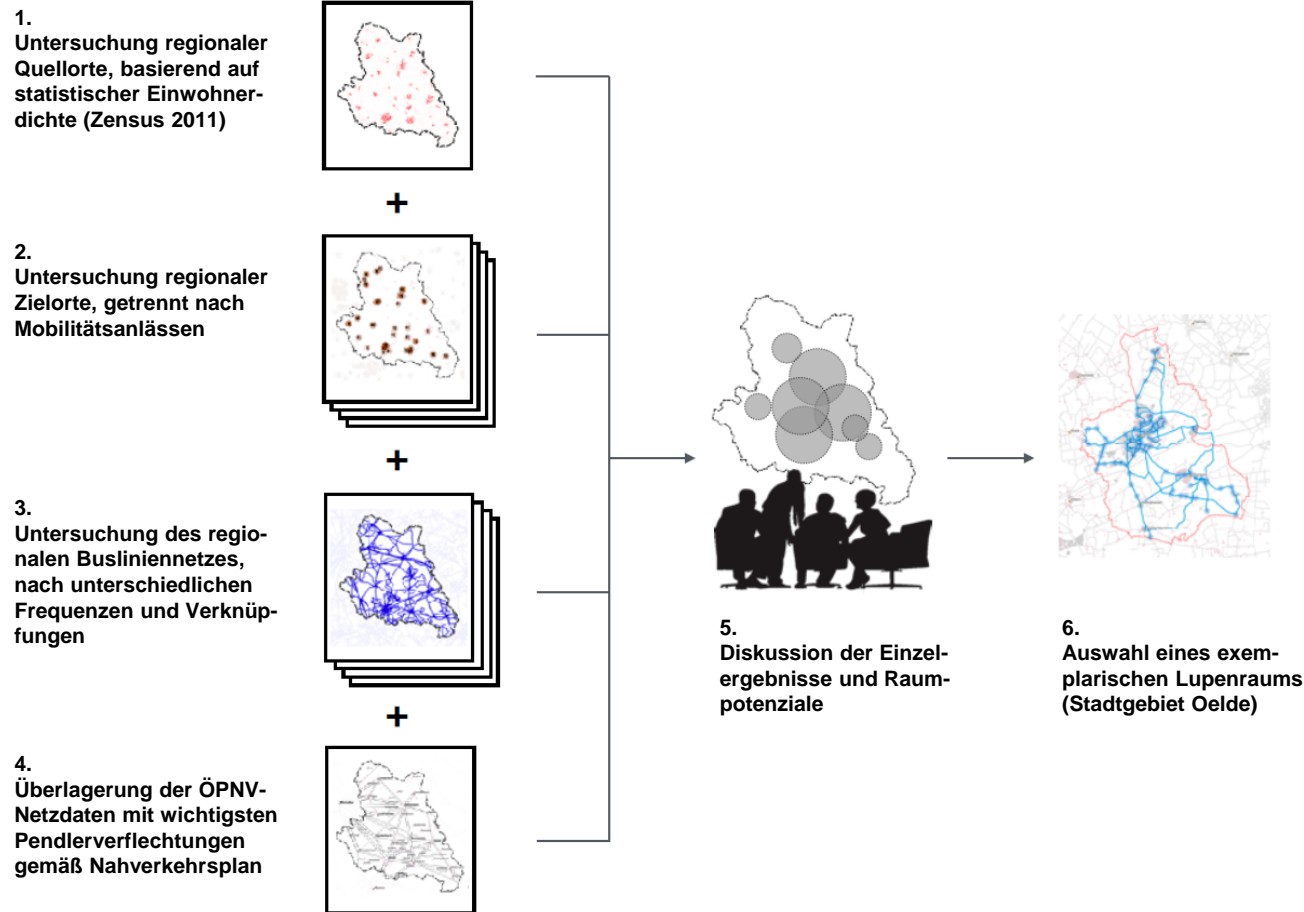 1.
Untersuchung regionaler
Quellorte, basierend auf
statistischer Einwohner-
dichte (Zensus 2011)
+
2.
Untersuchung regionaler
Zielorte, getrennt nach
Mobilitätsanlässen
+
3.
Untersuchung des regio-
nalen Busliniennetzes,
nach unterschiedlichen
Frequenzen und Verknüp-
fungen
+
4.
Überlagerung der ÖPNV-
Netzdaten mit wichtigsten
Pendlerverflechtungen
gemäß Nahverkehrsplan
5.
Diskussion der Einzel-
ergebnisse und Raum-
potenziale
6.
Auswahl eines exem-
plarischen Lupenraums
(Stadtgebiet Oelde)